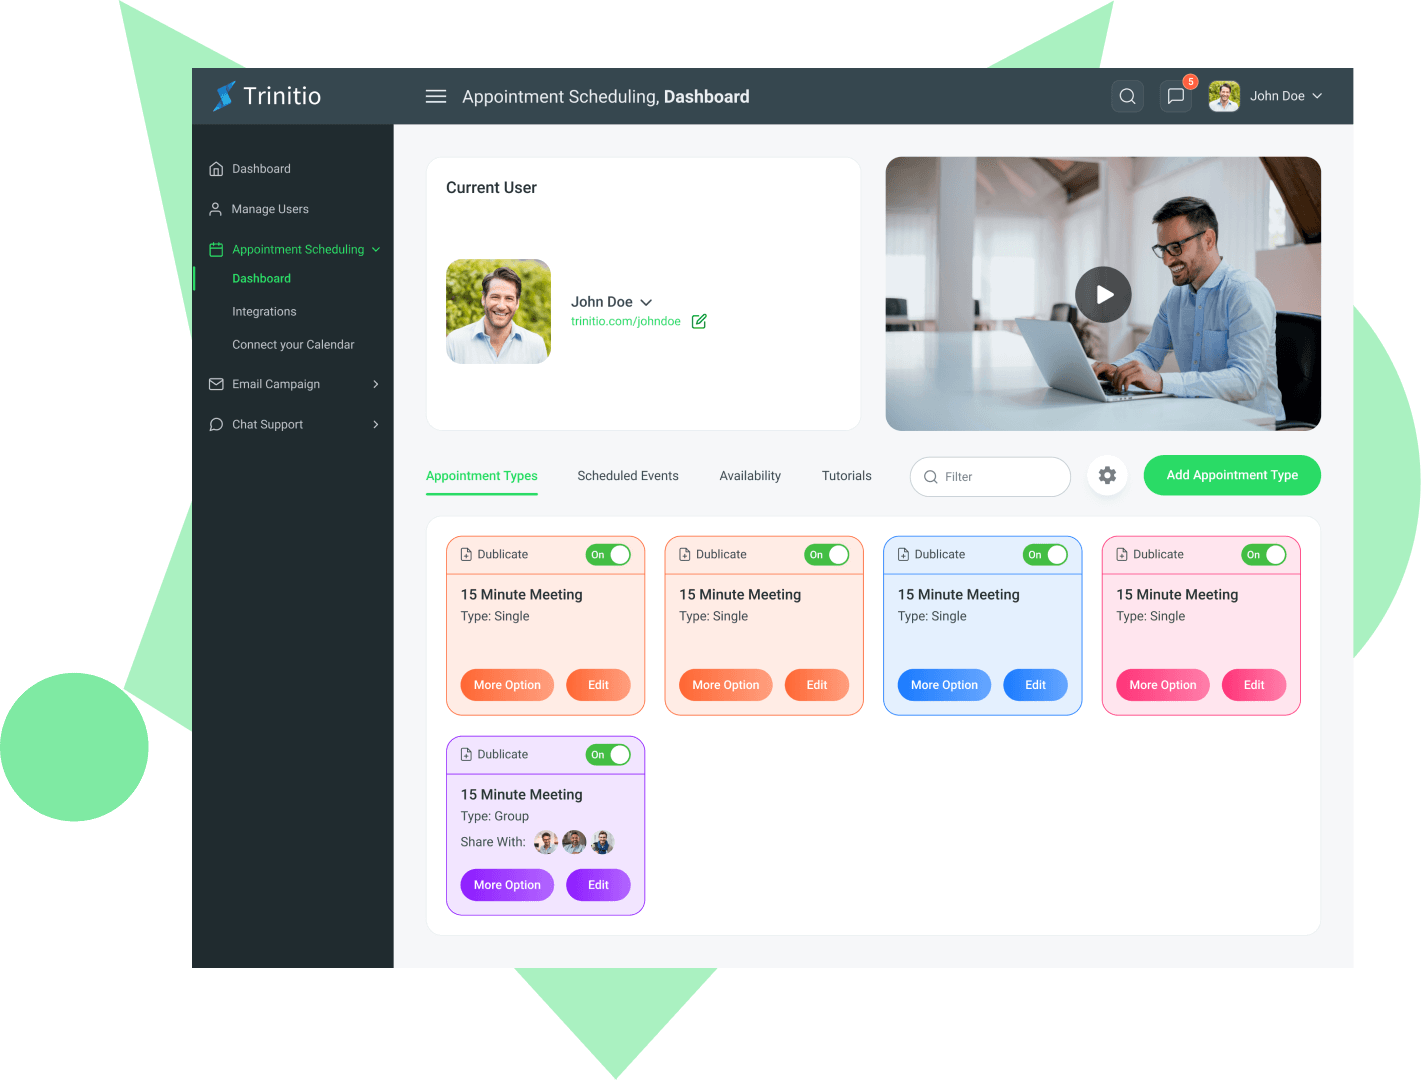 Trinitio
Appointment Scheduling, Dashboard
5
John Doe
Dashboard
Manage Users
Appointment Scheduling
Dashboard
Integrations
Connect your Calendar
Email Campaign
Chat Support
Current User
John Doe
trinitio.com/johndoe
Appointment Types
Scheduled Events
Availability
Tutorials
Filter
Add Appointment Type
Dublicate
On
15 Minute Meeting
Type: Single
More Option
Edit
Dublicate
On
15 Minute Meeting
Type: Single
More Option
Edit
Dublicate
On
15 Minute Meeting
Type: Single
More Option
Edit
Dublicate
On
15 Minute Meeting
Type: Single
More Option
Edit
Dublicate
On
15 Minute Meeting
Type: Group
Share With:
More Option
Edit